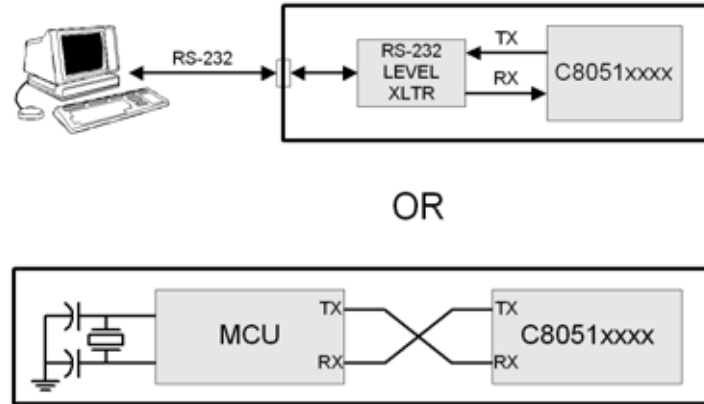 RS-232
RS-232
LEVEL
XLTR
TX
RX
C8051xxxx
OR
MCU
TX
RX
TX
RX
C8051xxxx